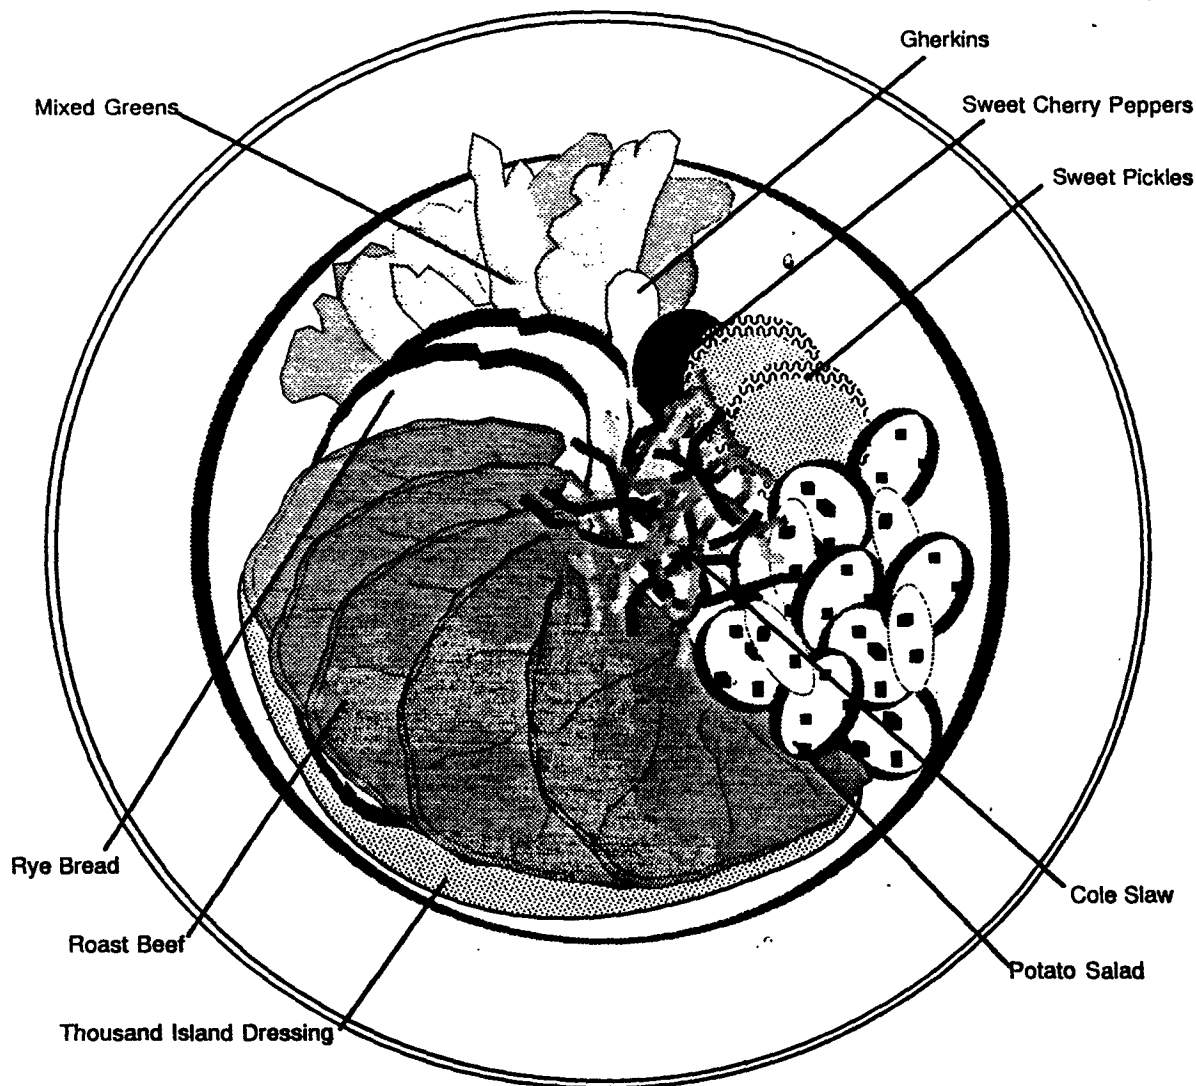 Gherkins
Mixed Greens
Sweet Cherry Peppers
Sweet Pickles
Rye Bread
Cole Slaw
Roast Beef
Potato Salad
Thousand Island Dressing